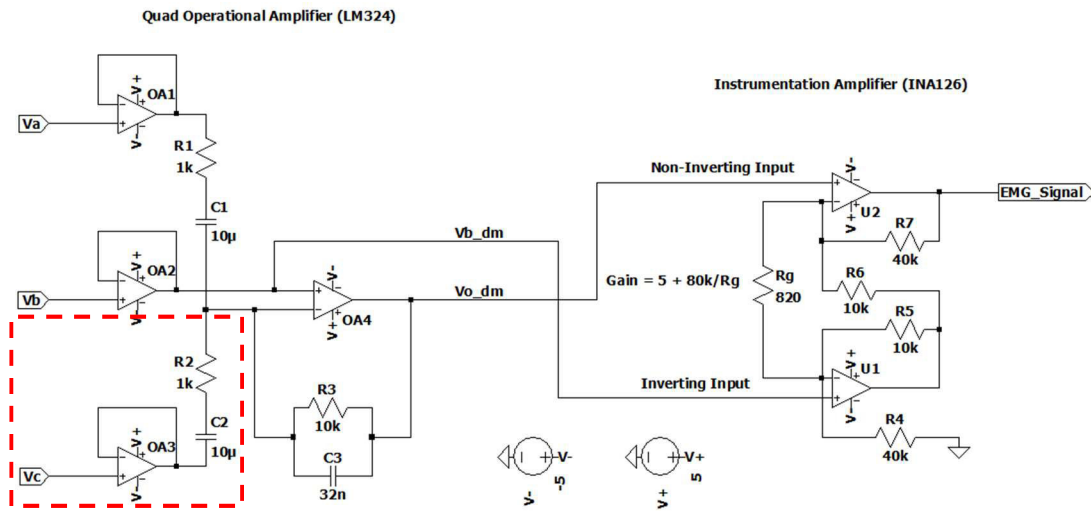 Quad Operational Amplifier (LM324)
Instrumentation Amplifier (INA126)
V+
OA1
Va
V-
R1
1k
C1
10µ
V+
OA2
Vb
V-
Vb_dm
V-
OA4
V+
Vo_dm
R2
1k
C2
10µ
V+
OA3
Vc
V-
R3
10k
C3
32n
Non-Inverting Input
V-
U2
V+
EMG_Signal
R7
40k
Gain = 5 + 80k/Rg
Rg
820
R6
10k
R5
10k
V+
U1
V-
Inverting Input
R4
40k
V-
-5
V-
V+
5
V+